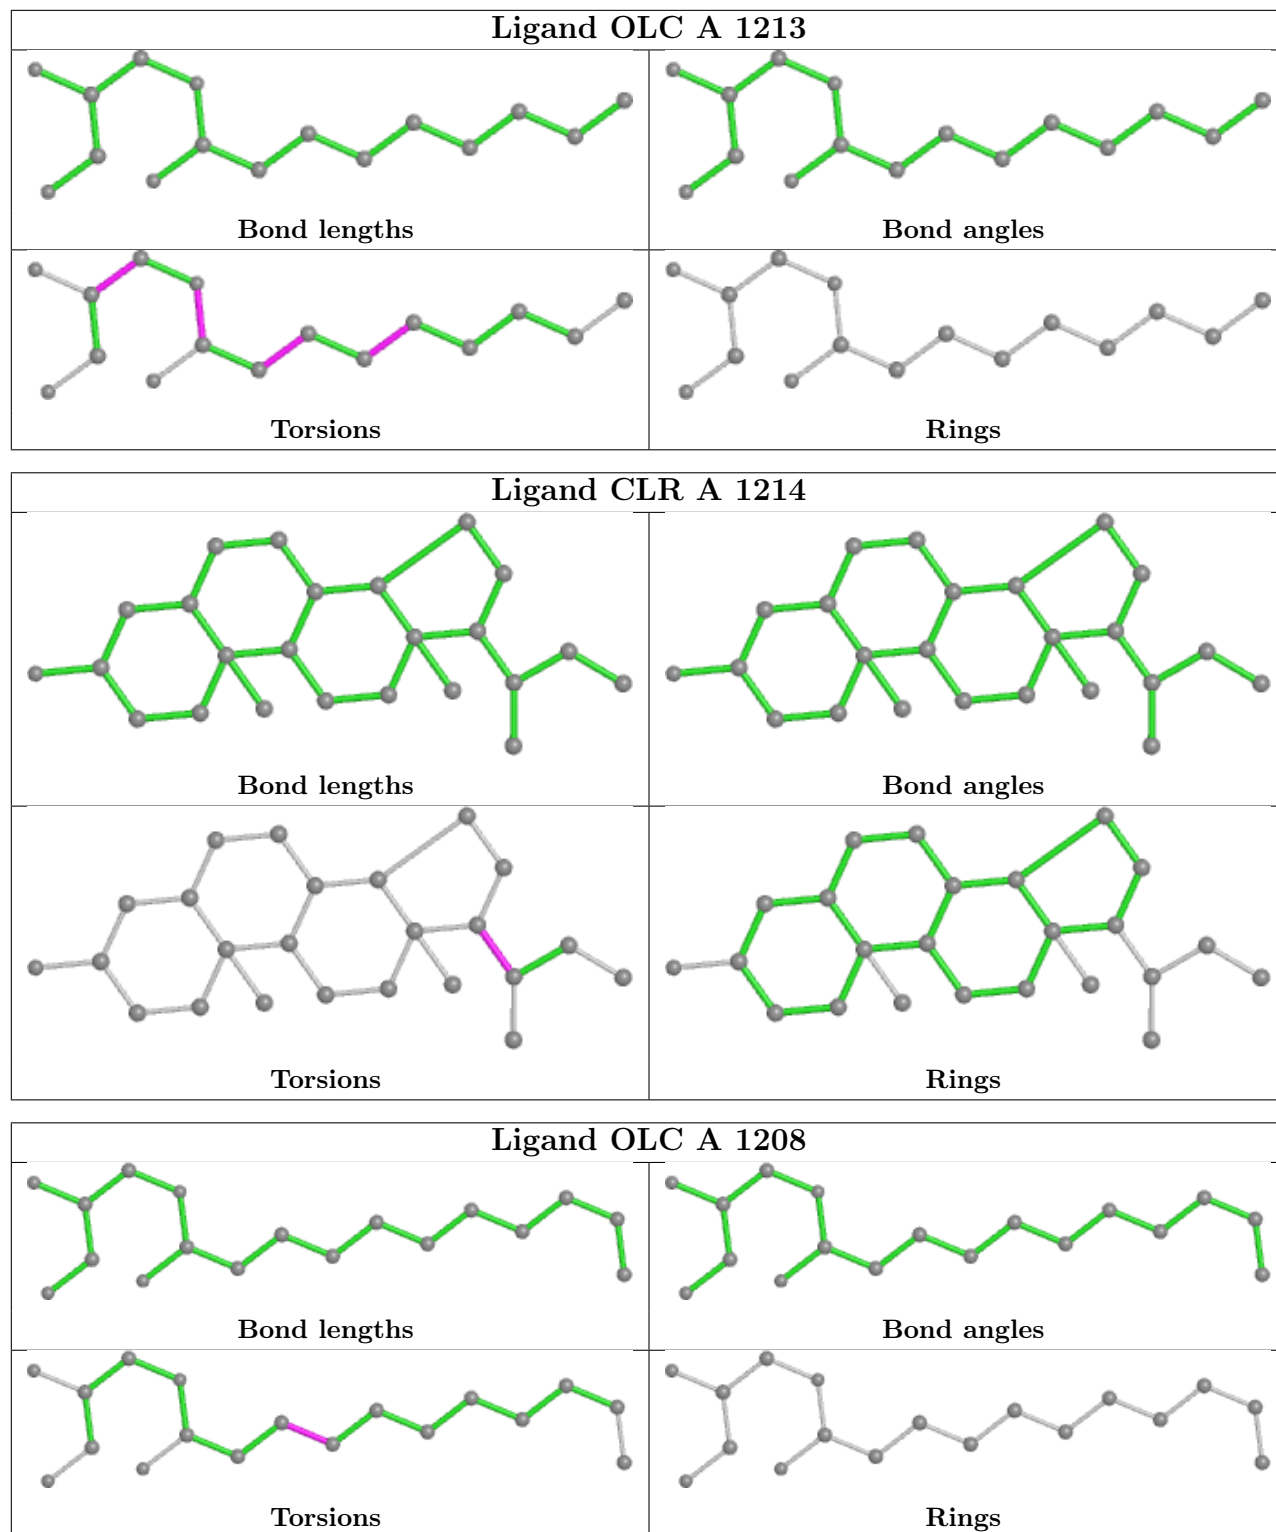 Ligand OLC A 1213
Bond lengths
Bond angles
Torsions
Rings
Ligand CLR A 1214
Bond lengths
Bond angles
Torsions
Rings
Ligand OLC A 1208
Bond lengths
Bond angles
Torsions
Rings